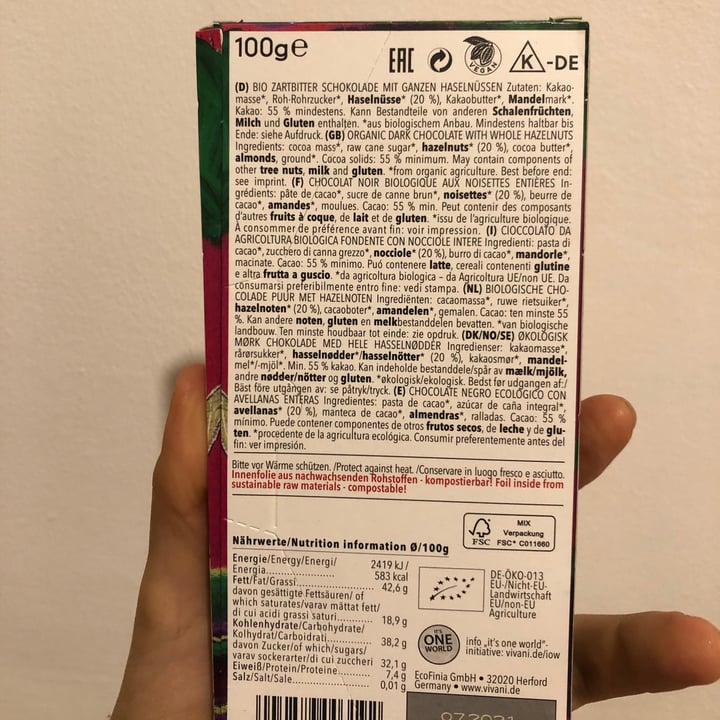 100g℮
EAC
VEGAN
K-DE
(D) BIO ZARTBITTER SCHOKOLADE MIT GANZEN HASELNÜSSEN Zutaten: Kakao-
masse*, Roh-Rohrzucker*, Haselnüsse* (20 %), Kakaobutter*, Mandelmark*.
Kakao: 55 % mindestens. Kann Bestandteile von anderen Schalenfrüchten,
Milch und Gluten enthalten. *aus biologischem Anbau. Mindestens haltbar bis
Ende: siehe Aufdruck. (GB) ORGANIC DARK CHOCOLATE WITH WHOLE HAZELNUTS
Ingredients: cocoa mass*, raw cane sugar*, hazelnuts* (20 %), cocoa butter*,
almonds, ground*. Cocoa solids: 55 % minimum. May contain components of
other tree nuts, milk and gluten. *from organic agriculture. Best before end:
see imprint. (F) CHOCOLAT NOIR BIOLOGIQUE AUX NOISETTES ENTIÈRES In-
grédients: pâte de cacao*, sucre de canne brun*, noisettes* (20 %), beurre de
cacao*, amandes*, moulues. Cacao: 55 % min. Peut contenir des composants
d'autres fruits à coque, de lait et de gluten. *issu de l'agriculture biologique.
À consommer de préférence avant fin: voir impression. (I) CIOCCOLATO DA
AGRICOLTURA BIOLOGICA FONDENTE CON NOCCIOLE INTERE Ingredienti: pasta di
cacao*, zucchero di canna grezzo*, nocciole* (20%), burro di cacao*, mandorle*,
macinate. Cacao: 55 % minimo. Puó contenere latte, cereali contenenti glutine
e altra frutta a guscio. *da agricoltura biologica – da Agricoltura UE/non UE. Da
consumarsi preferibilmente entro fine: vedi stampa. (NL) BIOLOGISCHE CHO-
COLADE PUUR MET HAZELNOTEN Ingrediënten: cacaomassa*, ruwe rietsuiker*,
hazelnoten* (20 %), cacaoboter*, amandelen*, gemalen. Cacao: ten minste 55
%. Kan andere noten, gluten en melkbestanddelen bevatten. *van biologische
landbouw. Ten minste houdbaar tot einde: zie opdruk. (DK/NO/SE) ØKOLOGISK
MØRK CHOKOLADE MED HELE HASSELNØDDER Ingredienser: kakaomasse*,
rårørsukker*, hasselnødder*/hasselnötter* (20 %), kakaosmør*, mandel-
mel*/-mjöl*. Min. 55 % kakao. Kan indeholde bestanddele/spår av mælk/mjölk,
andre nødder/nötter og gluten. *økologisk/ekologisk. Bedst før udgangen af:/
Bäst före utgången av: se påtryk/tryck. (E) CHOCOLATE NEGRO ECOLÓGICO CON
AVELLANAS ENTERAS Ingredientes: pasta de cacao*, azúcar de caña integral*,
avellanas* (20 %), manteca de cacao*, almendras*, ralladas. Cacao: 55 %
mínimo. Puede contener componentes de otros frutos secos, de leche y de glu-
ten. *procedente de la agricultura ecológica. Consumir preferentemente antes del
fin: ver impresión.
Bitte vor Wärme schützen. /Protect against heat. /Conservare in luogo fresco e asciutto.
Innenfolie aus nachwachsenden Rohstoffen - kompostierbar! Foil inside from
sustainable raw materials - compostable!
FSC
MIX
Verpackung
FSC® C011660
Nährwerte/Nutrition information Ø/100g
Energie/Energy/Energi/ 2419 kJ /
Energia.......... 583 kcal
Fett/Fat/Grassi.......... 42,6 g
davon gesättigte Fettsäuren/ of
which saturates/varav mättat fett/
di cui acidi grassi saturi.......... 18,9 g
Kohlenhydrate/Carbohydrate/
Kolhydrat/Carboidrati.......... 38,2 g
davon Zucker/of which/sugars/
varav sockerarter/di cui zuccheri 32,1 g
Eiweiß/Protein/Proteine.......... 7,4 g
Salz/Salt/Sale.......... 0,01 g
DE-ÖKO-013
EU-/Nicht-EU-
Landwirtschaft
EU/non-EU
Agriculture
IT'S
ONE
WORLD
info „it's one world"-
initiative: vivani.de/iow
EcoFinia GmbH • 32020 Herford
Germany • www.vivani.de
07.2021